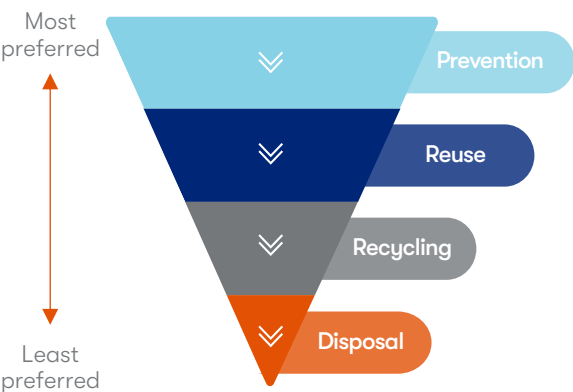 Most
preferred
Prevention
Reuse
Recycling
Disposal
Least
preferred